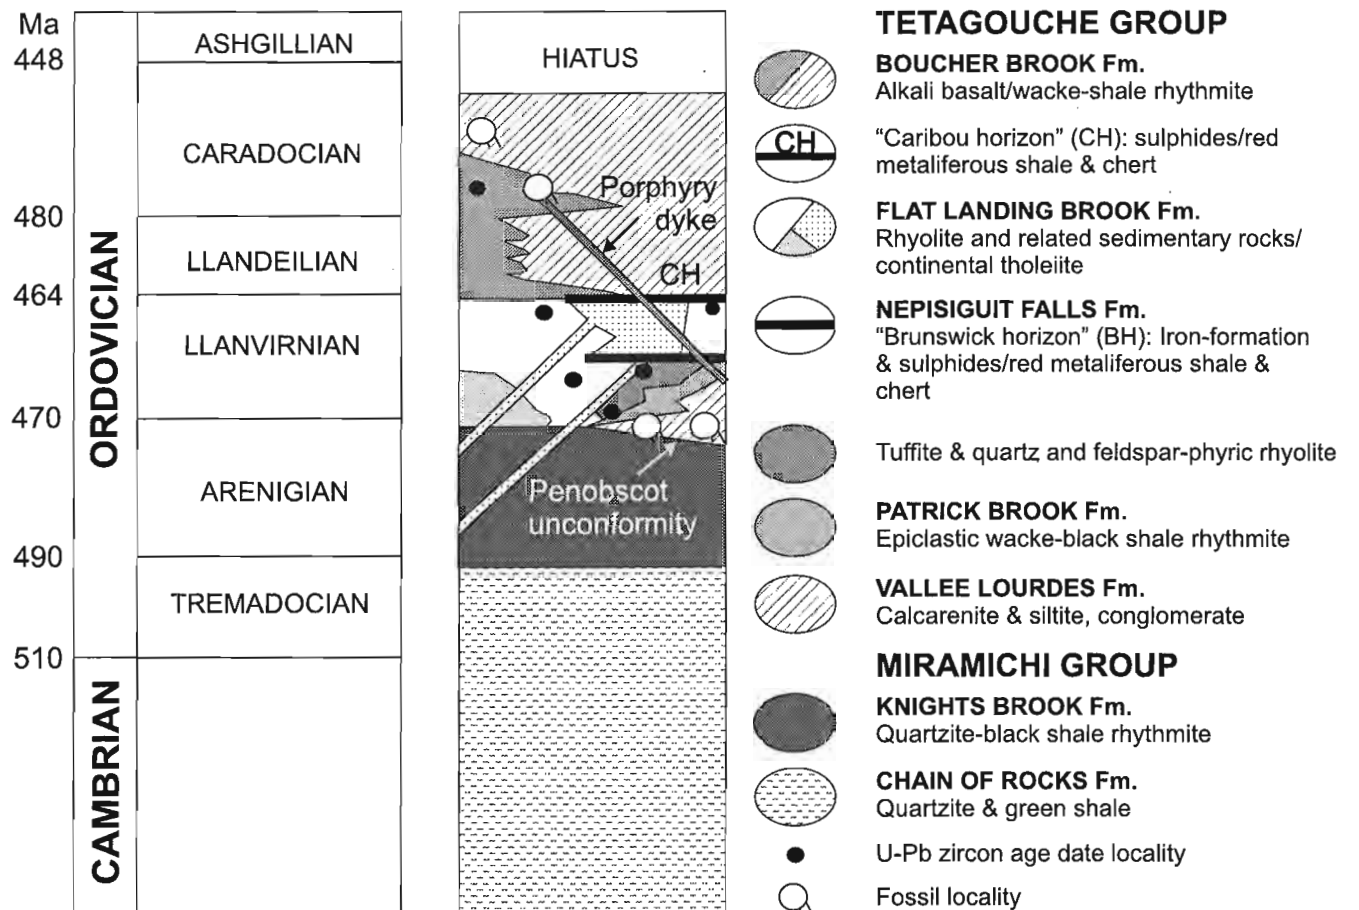 Ma
448
480
464
470
490
510
ORDOVICIAN
CAMBRIAN
ASHGILLIAN
CARADOCIAN
LLANDEILIAN
LLANVIRNIAN
ARENIGIAN
TREMADOCIAN
HIATUS
Porphyry
dyke
CH
Penobscot
unconformity
TETAGOUCHE GROUP
BOUCHER BROOK Fm.
Alkali basalt/wacke-shale rhythmite
CH
“Caribou horizon” (CH): sulphides/red
metaliferous shale & chert
FLAT LANDING BROOK Fm.
Rhyolite and related sedimentary rocks/
continental tholeiite
NEPISIGUIT FALLS Fm.
“Brunswick horizon” (BH): Iron-formation
& sulphides/red metaliferous shale &
chert
Tuffite & quartz and feldspar-phyric rhyolite
PATRICK BROOK Fm.
Epiclastic wacke-black shale rhythmite
VALLEE LOURDES Fm.
Calcarenite & siltite, conglomerate
MIRAMICHI GROUP
KNIGHTS BROOK Fm.
Quartzite-black shale rhythmite
CHAIN OF ROCKS Fm.
Quartzite & green shale
U-Pb zircon age date locality
Fossil locality